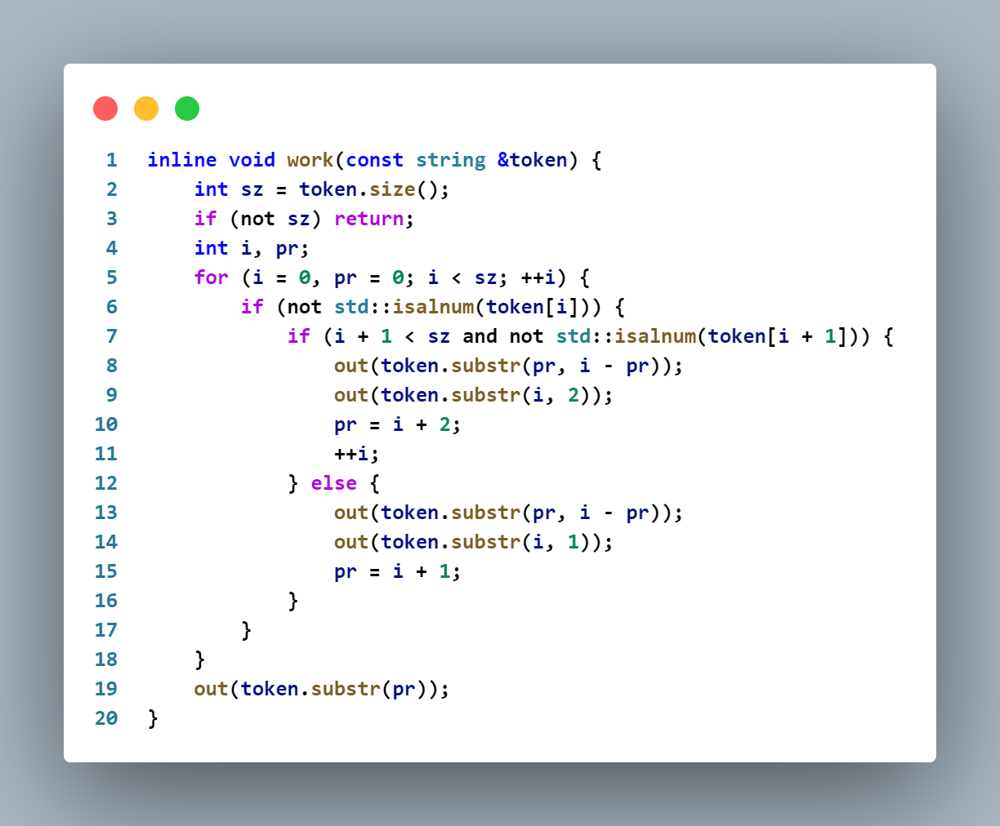 1 inline void work(const string &token) {
2     int sz = token.size();
3     if (not sz) return;
4     int i, pr;
5     for (i = 0, pr = 0; i < sz; ++i) {
6         if (not std::isalnum(token[i])) {
7             if (i + 1 < sz and not std::isalnum(token[i + 1])) {
8                 out(token.substr(pr, i - pr));
9                 out(token.substr(i, 2));
10                 pr = i + 2;
11                 ++i;
12             } else {
13                 out(token.substr(pr, i - pr));
14                 out(token.substr(i, 1));
15                 pr = i + 1;
16             }
17         }
18     }
19     out(token.substr(pr));
20 }